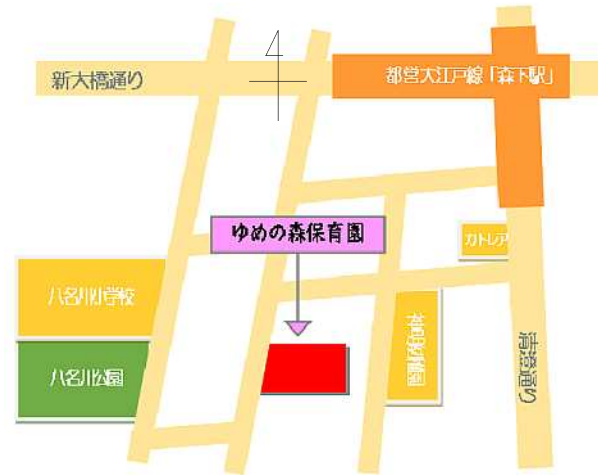 新大橋通り
都営大江戸線「森下駅」
ゆめの森保育園
カトレア
八名川小学校
八名川公園
清澄通り